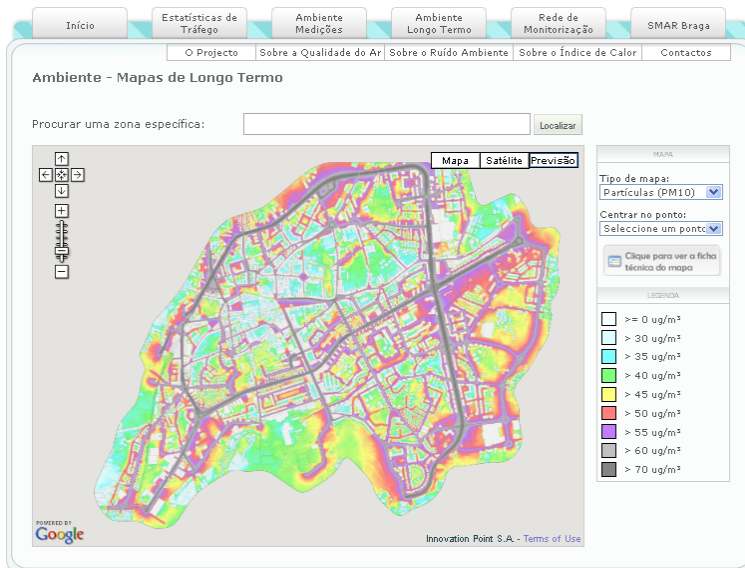 Início
Estatísticas de Tráfego
Ambiente Medições
Ambiente Longo Termo
Rede de Monitorização
SMAR Braga
O Projecto
Sobre a Qualidade do Ar
Sobre o Ruído Ambiente
Sobre o Índice de Calor
Contactos
Ambiente - Mapas de Longo Termo
Procurar uma zona específica:
Localizar
Mapa
Satélite
Previsão
MAPA
Tipo de mapa:
Partículas (PM10)
Centrar no ponto:
Seleccione um ponto
Clique para ver a ficha
técnica do mapa
LEGENDA
>= 0 ug/m³
> 30 ug/m³
> 35 ug/m³
> 40 ug/m³
> 45 ug/m³
> 50 ug/m³
> 55 ug/m³
> 60 ug/m³
> 70 ug/m³
POWERED BY
Google
Innovation Point S.A. - Terms of Use